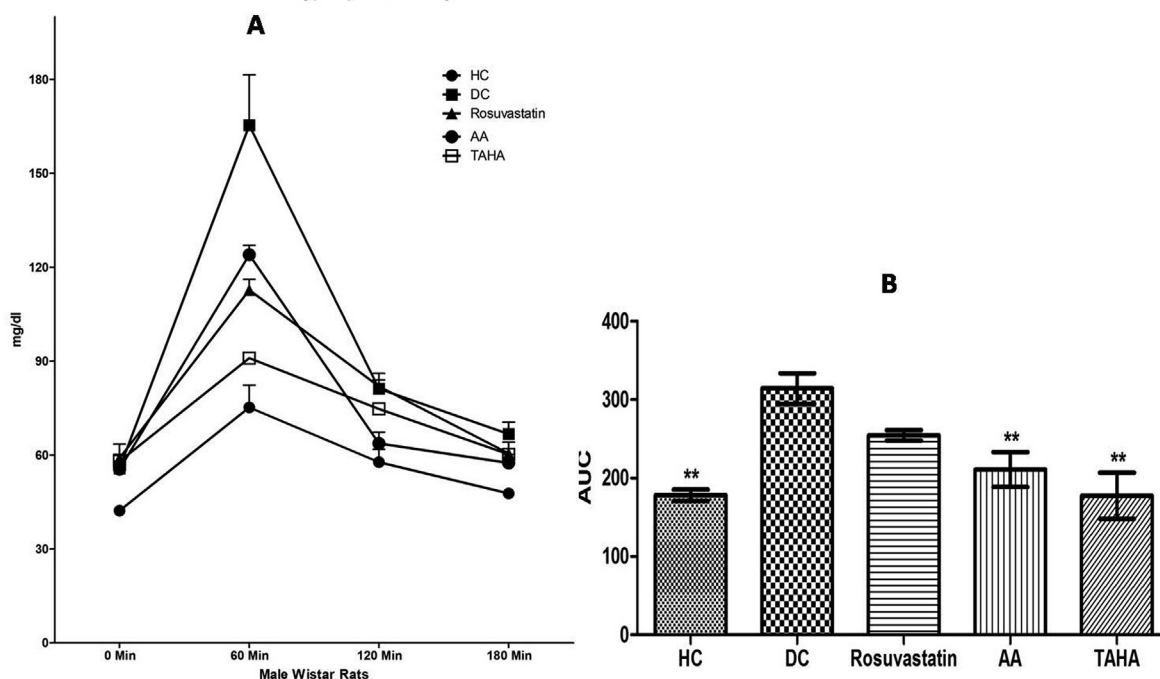 A
HC
DC
Rosuvastatin
AA
TAHA
mg/dl
180
150
120
90
60
30
0
0 Min 60 Min 120 Min 180 Min
Male Wistar Rats
B
AUC
400
300
200
100
0
**
**
**
HC DC Rosuvastatin AA TAHA